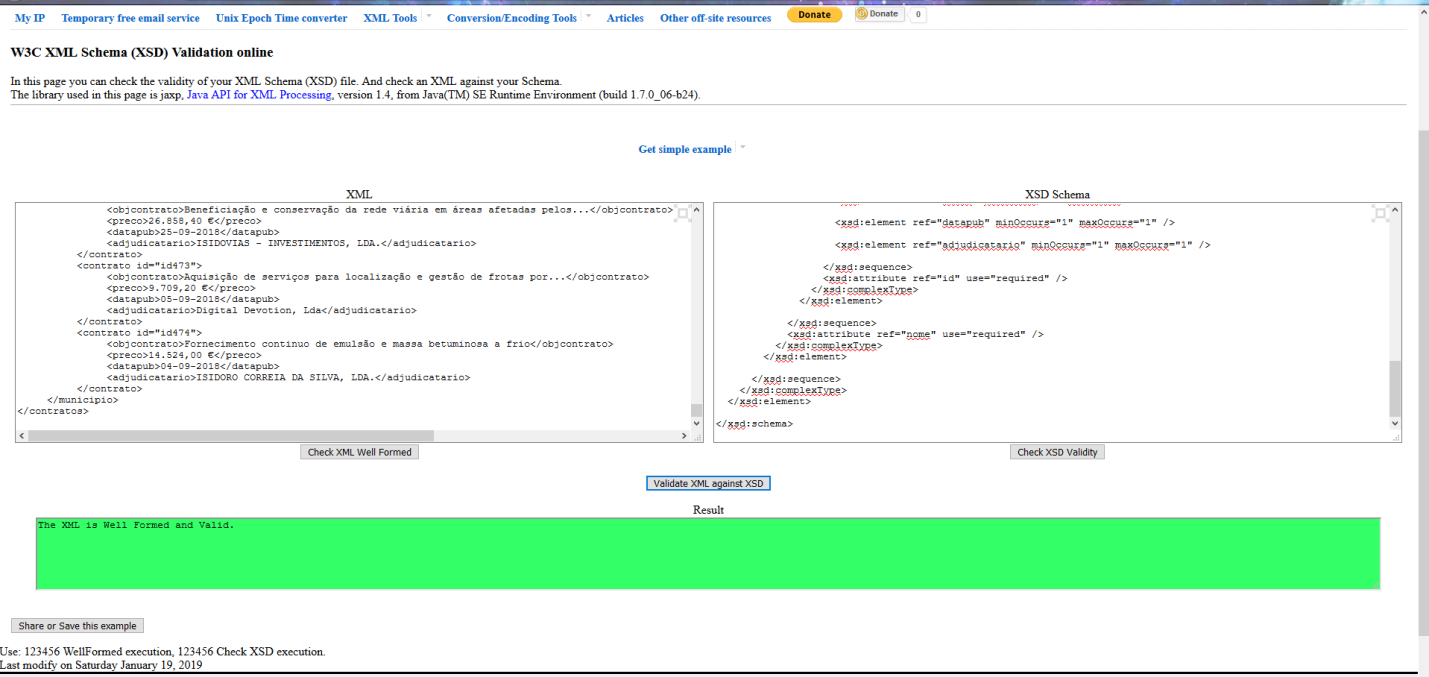 My IP Temporary free email service Unix Epoch Time converter XML Tools Conversion/Encoding Tools Articles Other off-site resources Donate Donate 0
W3C XML Schema (XSD) Validation online
In this page you can check the validity of your XML Schema (XSD) file. And check an XML against your Schema.
The library used in this page is jaxp, Java API for XML Processing, version 1.4, from Java(TM) SE Runtime Environment (build 1.7.0_06-b24).
Get simple example
XML
<objcontrato>Beneficiação e conservação da rede viária em áreas afetadas pelos...</objcontrato>
<preco>26.858,40 €</preco>
<datapub>25-09-2018</datapub>
<adjudicatario>ISIDOVIAS - INVESTIMENTOS, LDA.</adjudicatario>
</contrato>
<contrato id="id473">
<objcontrato>Aquisição de serviços para localização e gestão de frotas por...</objcontrato>
<preco>9.709,20 €</preco>
<datapub>05-09-2018</datapub>
<adjudicatario>Digital Devotion, Lda</adjudicatario>
</contrato>
<contrato id="id474">
<objcontrato>Fornecimento continuo de emulsão e massa betuminosa a frio</objcontrato>
<preco>14.524,00 €</preco>
<datapub>04-09-2018</datapub>
<adjudicatario>ISIDORO CORREIA DA SILVA, LDA.</adjudicatario>
</contrato>
</municipio>
</contratos>
Check XML Well Formed
XSD Schema
<xsd:element ref="datapub" minOccurs="1" maxOccurs="1" />
<xsd:element ref="adjudicatario" minOccurs="1" maxOccurs="1" />
</xsd:sequence>
<xsd:attribute ref="id" use="required" />
</xsd:complexType>
</xsd:element>
</xsd:sequence>
<xsd:attribute ref="nome" use="required" />
</xsd:complexType>
</xsd:element>
</xsd:sequence>
</xsd:complexType>
</xsd:element>
</xsd:schema>
Check XSD Validity
Validate XML against XSD
Result
The XML is Well Formed and Valid.
Share or Save this example
Use: 123456 WellFormed execution, 123456 Check XSD execution.
Last modify on Saturday January 19, 2019